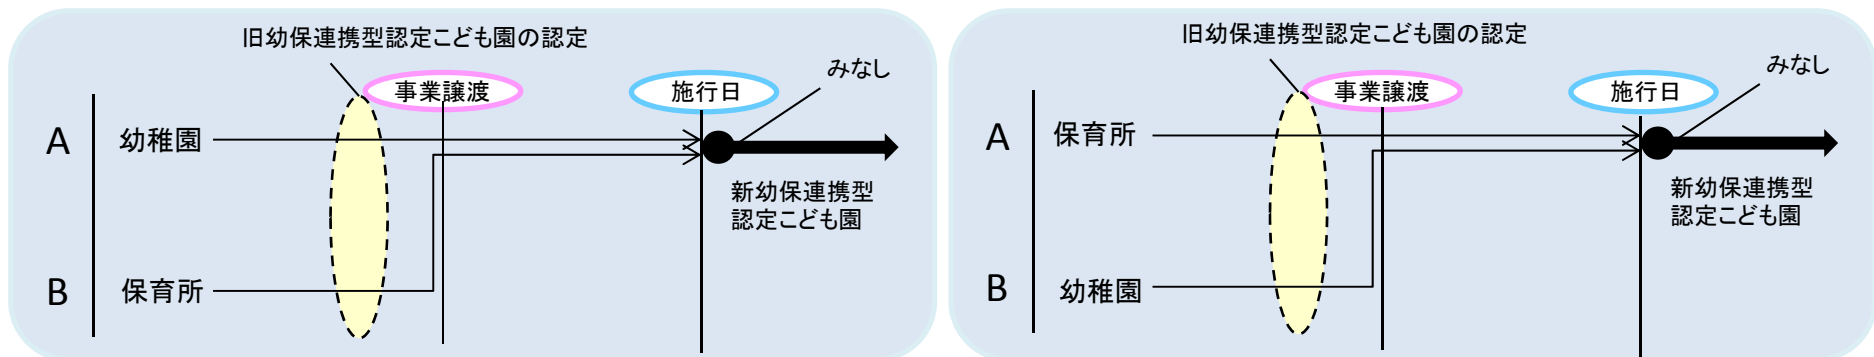 旧幼保連携型認定こども園の認定
みなし
事業譲渡
施行日
A
幼稚園
新幼保連携型
認定こども園
B
保育所
旧幼保連携型認定こども園の認定
みなし
事業譲渡
施行日
A
保育所
新幼保連携型
認定こども園
B
幼稚園